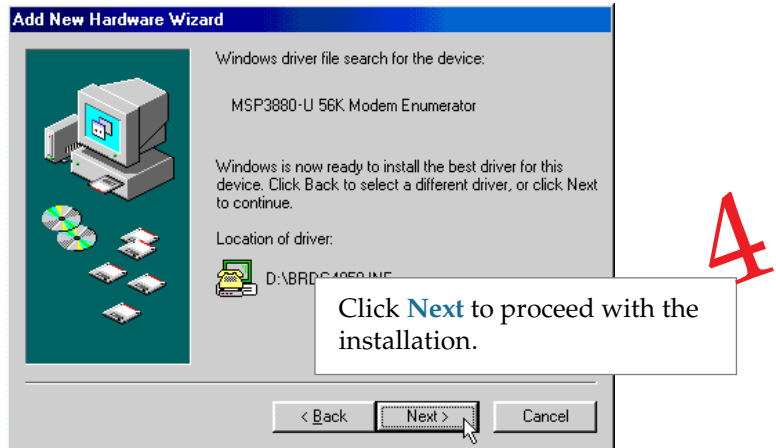 Add New Hardware Wizard
Windows driver file search for the device:
MSP3880-U 56K Modem Enumerator
Windows is now ready to install the best driver for this
device. Click Back to select a different driver, or click Next
to continue.
Location of driver:
4
Click Next to proceed with the
installation.
< Back
Next >
Cancel